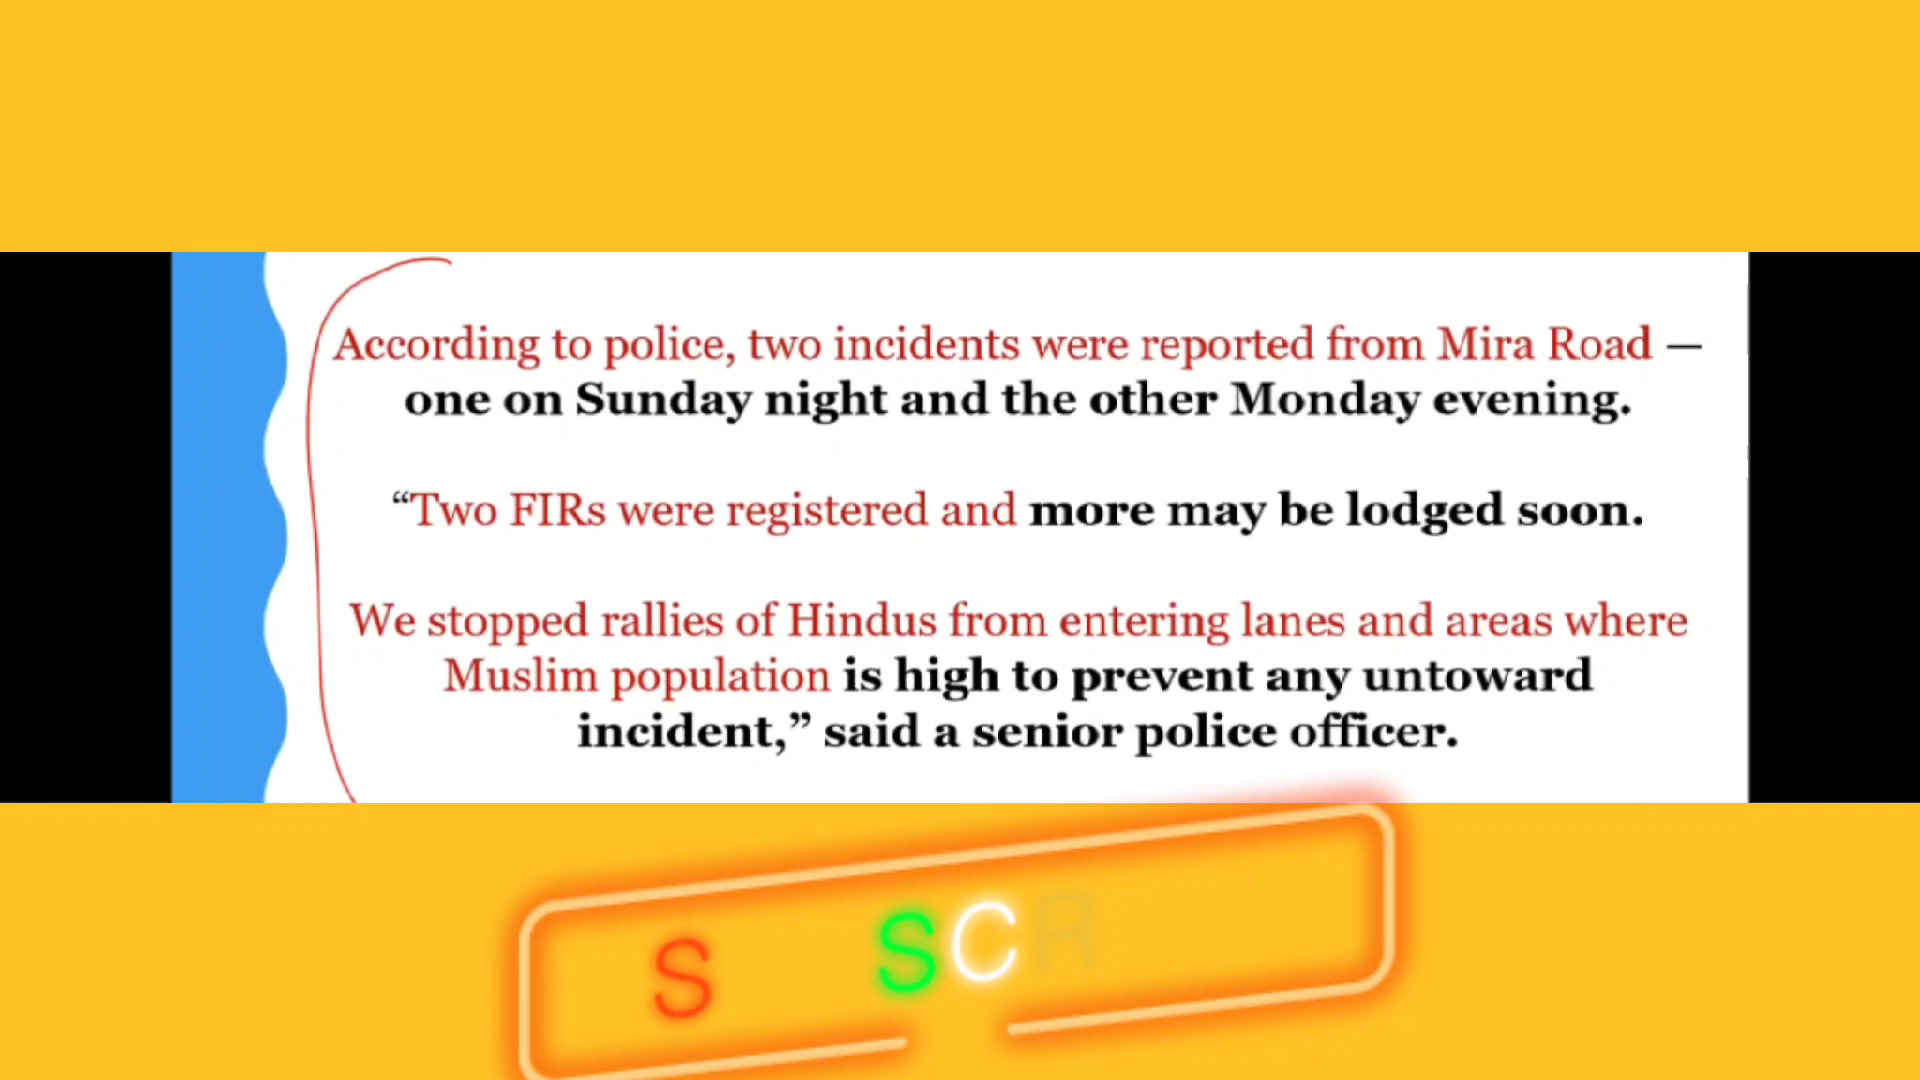 According to police, two incidents were reported from Mira Road —
one on Sunday night and the other Monday evening.
“Two FIRs were registered and more may be lodged soon.
We stopped rallies of Hindus from entering lanes and areas where
Muslim population is high to prevent any untoward
incident,” said a senior police officer.
S SCR